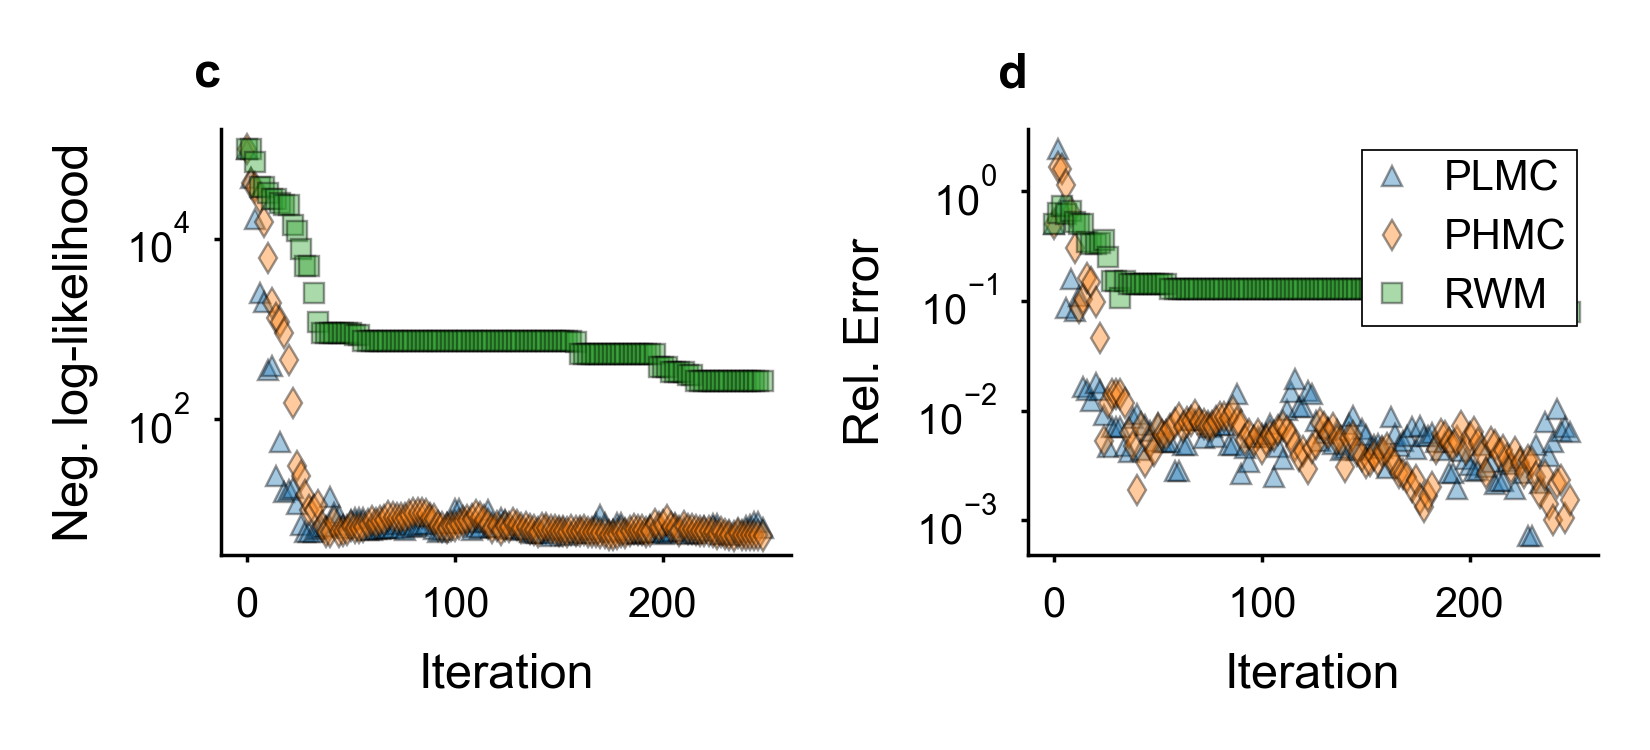 c
Neg. log-likelihood
10^4
10^2
0 100 200
Iteration
d
Rel. Error
10^0
10^−1
10^−2
10^−3
0 100 200
Iteration
PLMC
PHMC
RWM